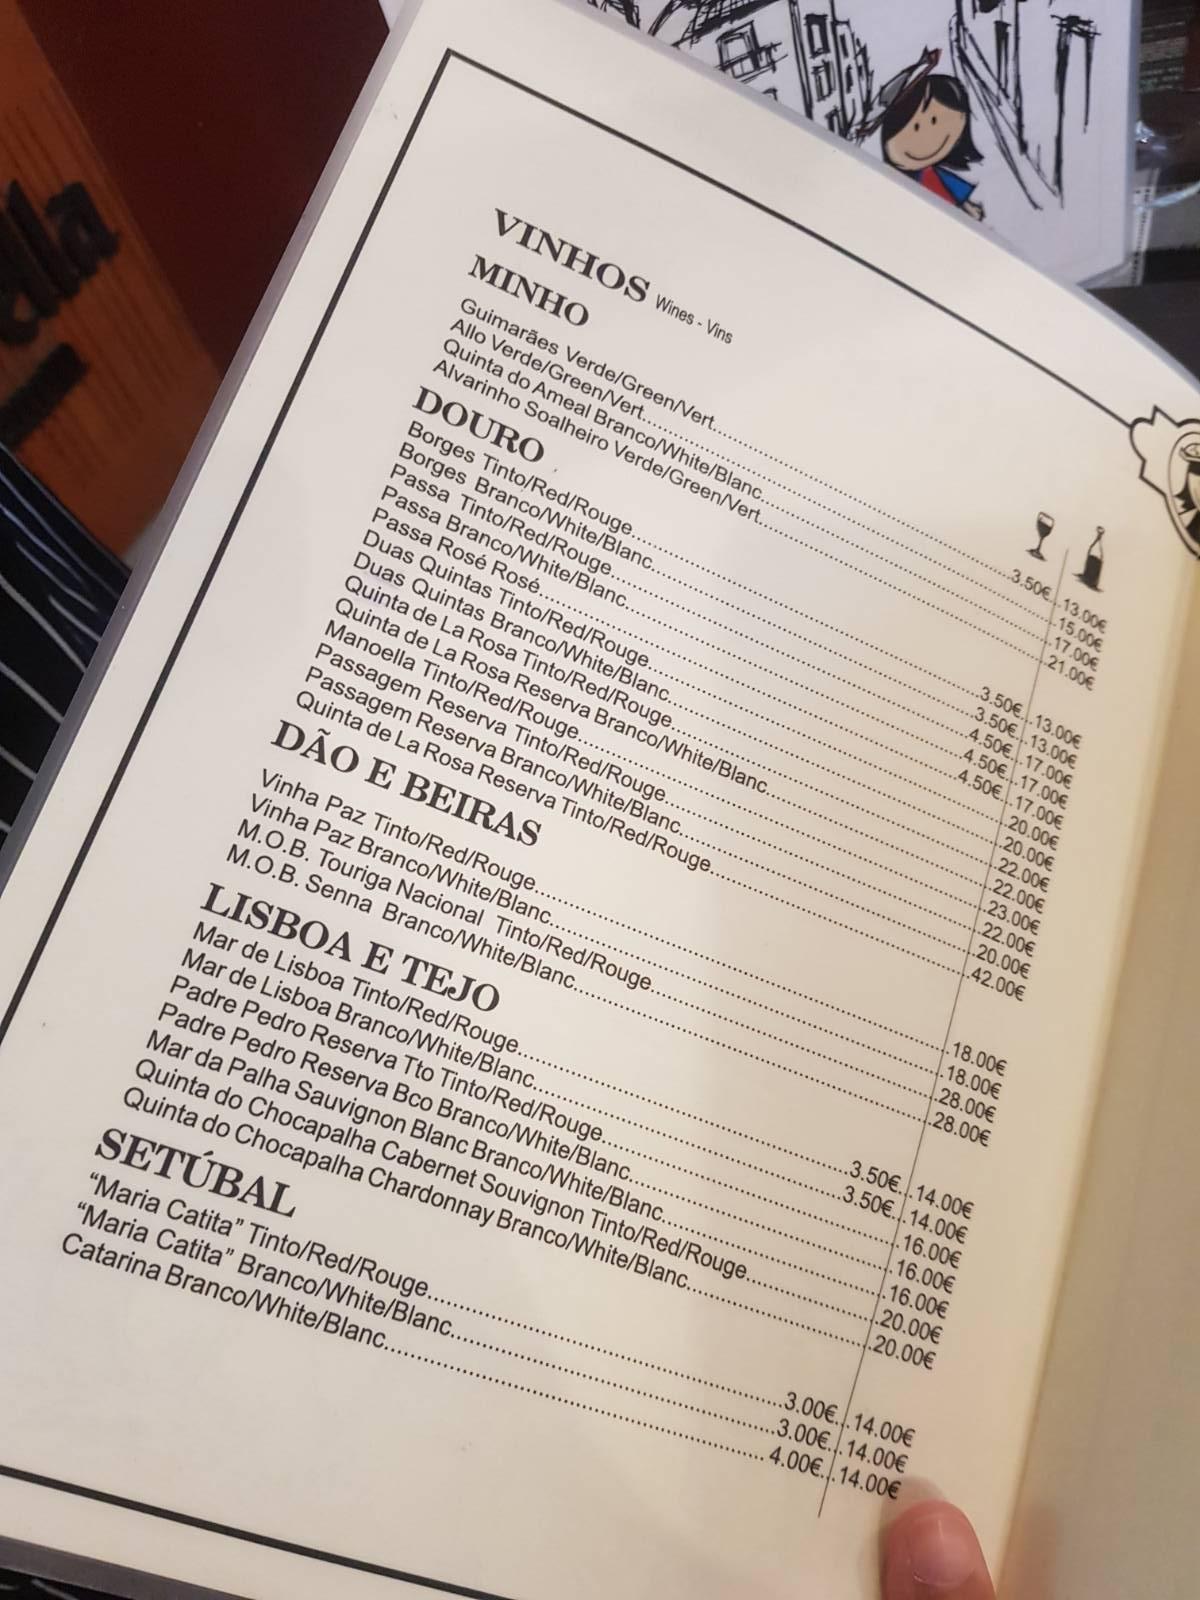 VINHOS Wines - Vins
MINHO
Guimarães Verde/Green/Vert 3.50€ 13.00€
Allo Verde/Green/Vert 15.00€
Quinta do Ameal Branco/White/Blanc 17.00€
Alvarinho Soalheiro Verde/Green/Vert 21.00€
DOURO
Borges Tinto/Red/Rouge 3.50€ 13.00€
Borges Branco/White/Blanc 3.50€ 13.00€
Passa Tinto/Red/Rouge 4.50€ 17.00€
Passa Branco/White/Blanc 4.50€ 17.00€
Passa Rosé Rosé 4.50€ 17.00€
Duas Quintas Tinto/Red/Rouge 20.00€
Duas Quintas Branco/White/Blanc 20.00€
Quinta de La Rosa Tinto/Red/Rouge 22.00€
Quinta de La Rosa Reserva Branco/White/Blanc 22.00€
Manoella Tinto/Red/Rouge 23.00€
Passagem Reserva Tinto/Red/Rouge 22.00€
Passagem Reserva Branco/White/Blanc 20.00€
Quinta de La Rosa Reserva Tinto/Red/Rouge 42.00€
DÃO E BEIRAS
Vinha Paz Tinto/Red/Rouge 18.00€
Vinha Paz Branco/White/Blanc 18.00€
M.O.B. Touriga Nacional Tinto/Red/Rouge 28.00€
M.O.B. Senna Branco/White/Blanc 28.00€
LISBOA E TEJO
Mar de Lisboa Tinto/Red/Rouge 3.50€ 14.00€
Mar de Lisboa Branco/White/Blanc 3.50€ 14.00€
Padre Pedro Reserva Tto Tinto/Red/Rouge 16.00€
Padre Pedro Reserva Bco Branco/White/Blanc 16.00€
Mar da Palha Sauvignon Blanc Branco/White/Blanc 16.00€
Quinta do Chocapalha Cabernet Souvignon Tinto/Red/Rouge 20.00€
Quinta do Chocapalha Chardonnay Branco/White/Blanc 20.00€
SETÚBAL
"Maria Catita" Tinto/Red/Rouge 3.00€ 14.00€
"Maria Catita" Branco/White/Blanc 3.00€ 14.00€
Catarina Branco/White/Blanc 4.00€ 14.00€